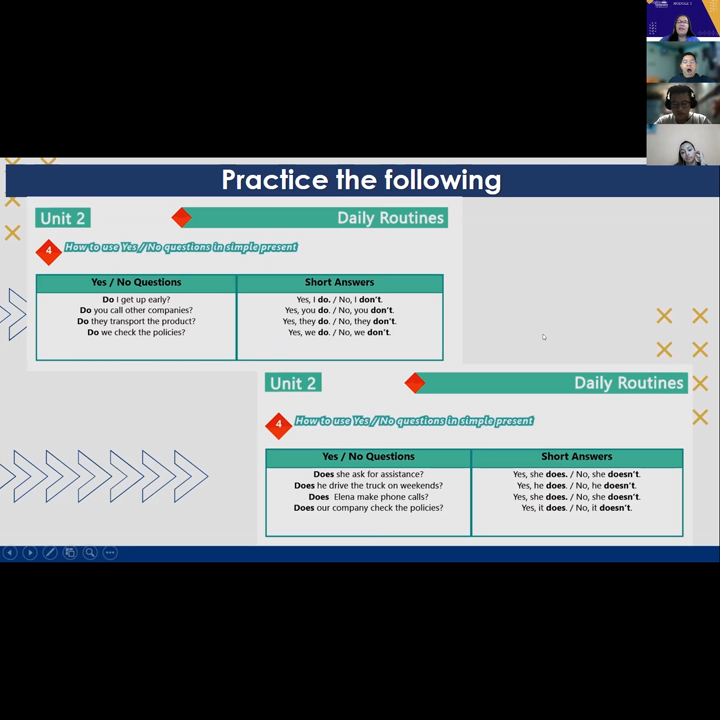 MODULE 2
Practice the following
Unit 2
Daily Routines
4
How to use Yes / No questions in simple present
Yes / No Questions
Short Answers
Do I get up early?
Yes, I do. / No, I don't.
Do you call other companies?
Yes, you do. / No, you don't.
Do they transport the product?
Yes, they do. / No, they don't.
Do we check the policies?
Yes, we do. / No, we don't.
Unit 2
Daily Routines
4
How to use Yes / No questions in simple present
Yes / No Questions
Short Answers
Does she ask for assistance?
Yes, she does. / No, she doesn't.
Does he drive the truck on weekends?
Yes, he does. / No, he doesn't.
Does Elena make phone calls?
Yes, she does. / No, she doesn't.
Does our company check the policies?
Yes, it does. / No, it doesn't.